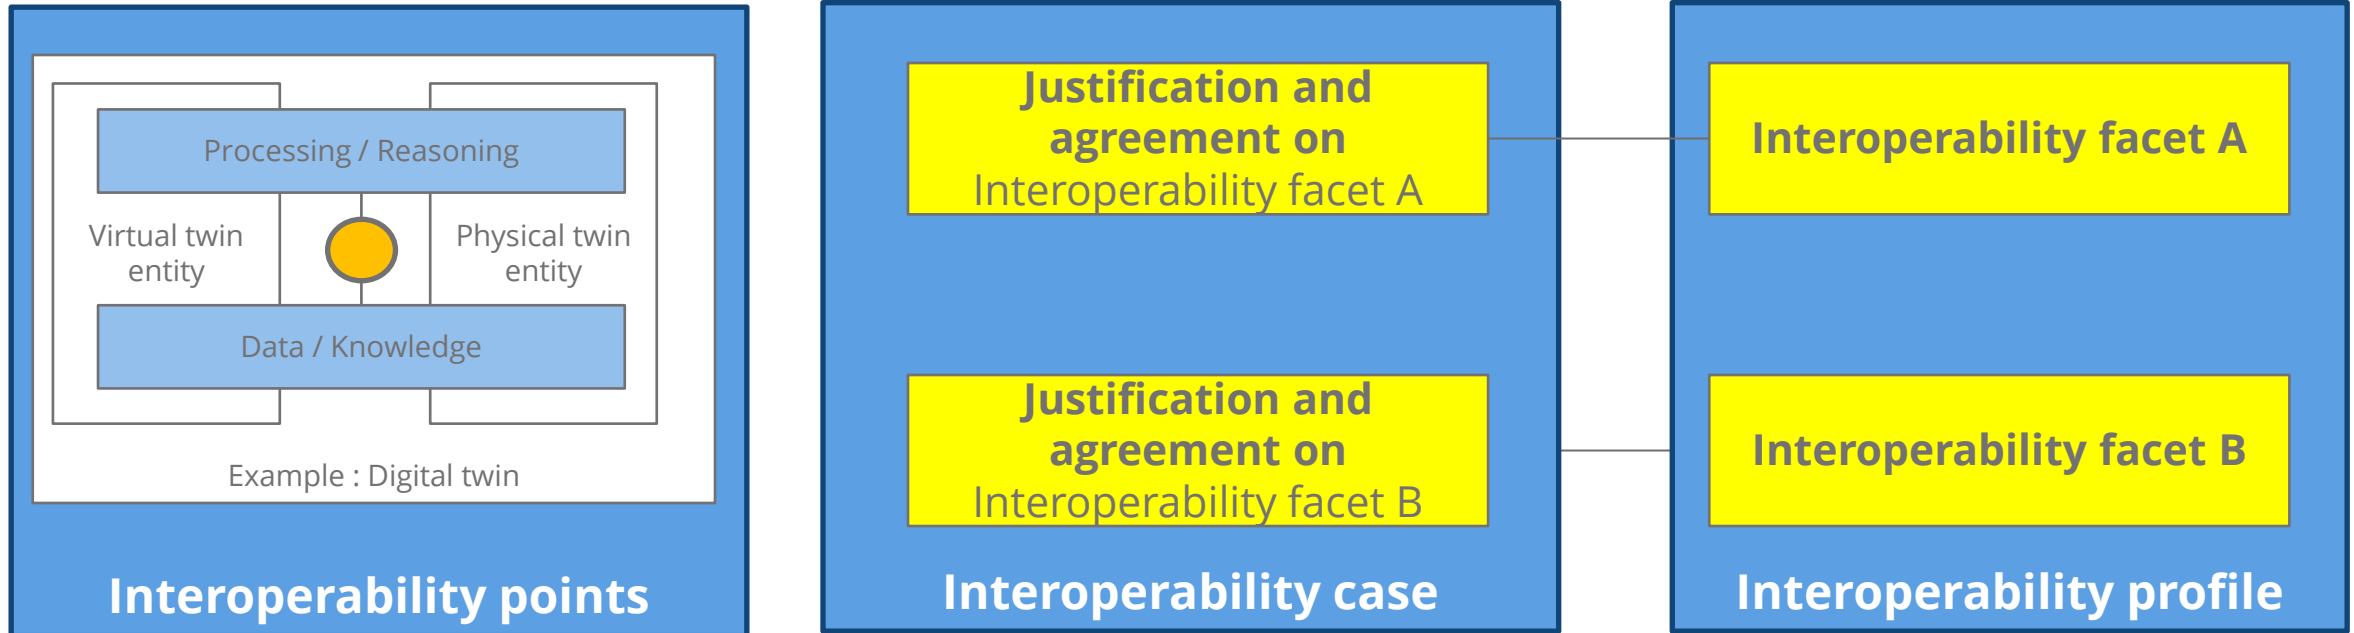 Processing / Reasoning
Virtual twin
entity
Physical twin
entity
Data / Knowledge
Example : Digital twin
Interoperability points
Justification and
agreement on
Interoperability facet A
Justification and
agreement on
Interoperability facet B
Interoperability case
Interoperability facet A
Interoperability facet B
Interoperability profile